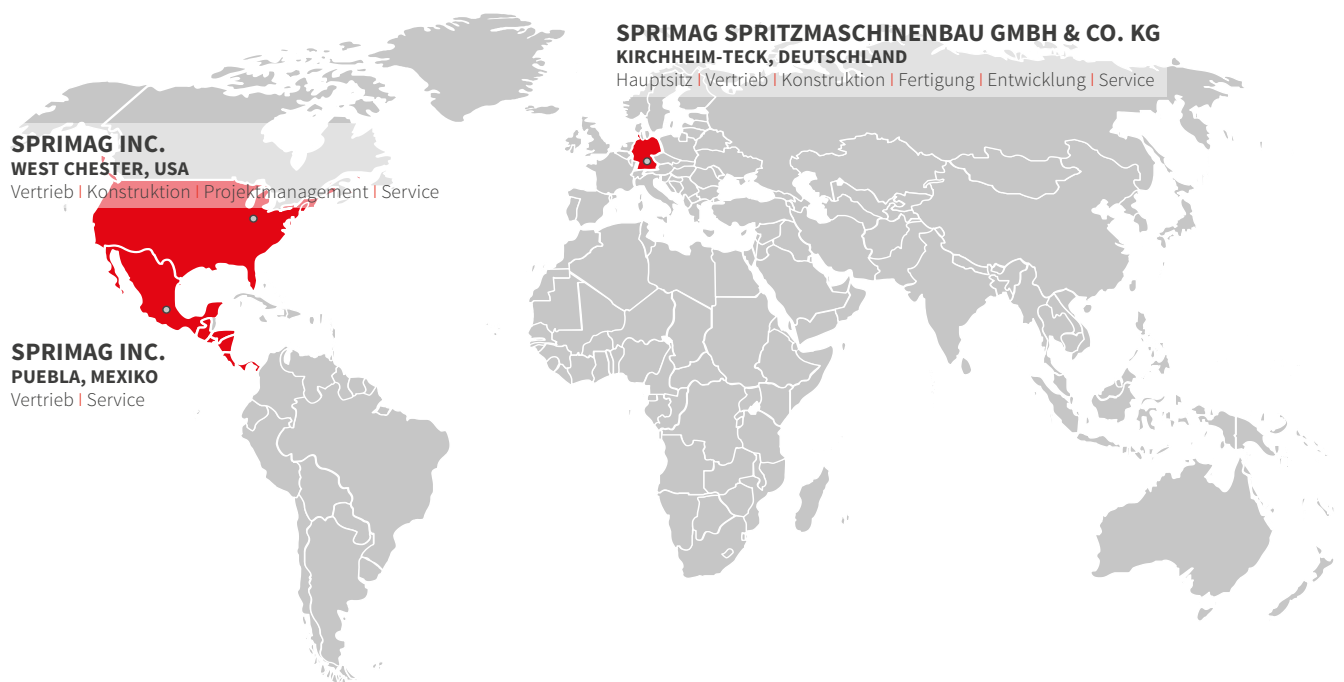 SPRIMAG SPRITZMASCHINENBAU GMBH & CO. KG
KIRCHHEIM-TECK, DEUTSCHLAND
Hauptsitz | Vertrieb | Konstruktion | Fertigung | Entwicklung | Service
SPRIMAG INC.
WEST CHESTER, USA
Vertrieb | Konstruktion | Projektmanagement | Service
SPRIMAG INC.
PUEBLA, MEXIKO
Vertrieb | Service